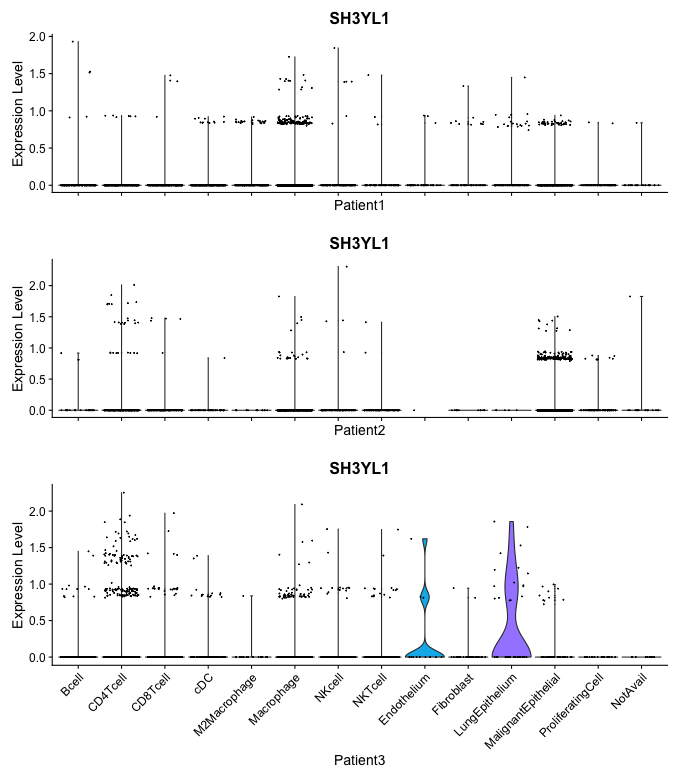 SH3YL1
Expression Level
2.0
1.5
1.0
0.5
0.0
Patient1
SH3YL1
Expression Level
2.0
1.5
1.0
0.5
0.0
Patient2
SH3YL1
Expression Level
2.0
1.5
1.0
0.5
0.0
Bcell
CD4Tcell
CD8Tcell
cDC
M2Macrophage
Macrophage
NKcell
NKTcell
Endothelium
Fibroblast
LungEpithelium
MalignantEpithelial
ProliferatingCell
NotAvail
Patient3